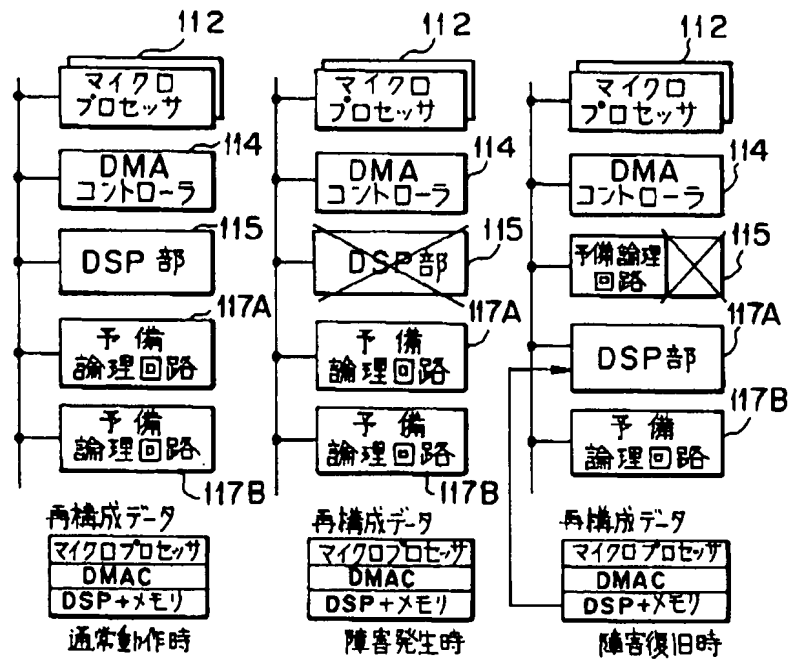 112
マイクロ
プロセッサ
114
DMA
コントローラ
115
DSP部
117A
予備
論理回路
予備
論理回路
117B
再構成データ
マイクロプロセッサ
DMAC
DSP+メモリ
通常動作時
112
マイクロ
プロセッサ
114
DMA
コントローラ
115
DSP部
117A
予備
論理回路
予備
論理回路
117B
再構成データ
マイクロプロセッサ
DMAC
DSP+メモリ
障害発生時
112
マイクロ
プロセッサ
114
DMA
コントローラ
115
予備論理
回路
117A
DSP部
117B
予備
論理回路
再構成データ
マイクロプロセッサ
DMAC
DSP+メモリ
障害復旧時